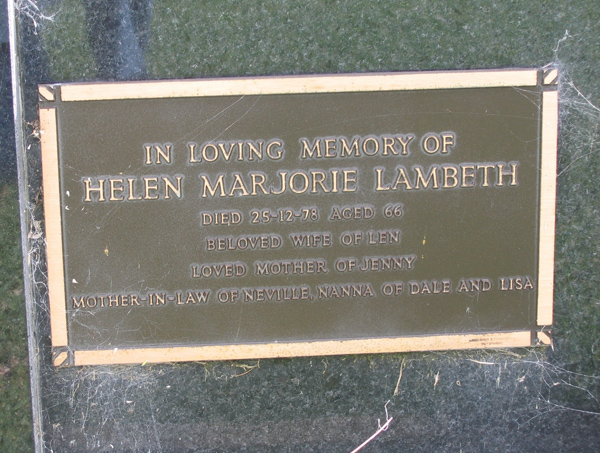 IN LOVING MEMORY OF
HELEN MARJORIE LAMBETH
DIED 25-12-78 AGED 66
BELOVED WIFE OF LEN
LOVED MOTHER OF JENNY
MOTHER-IN-LAW OF NEVILLE, NANNA OF DALE AND LISA